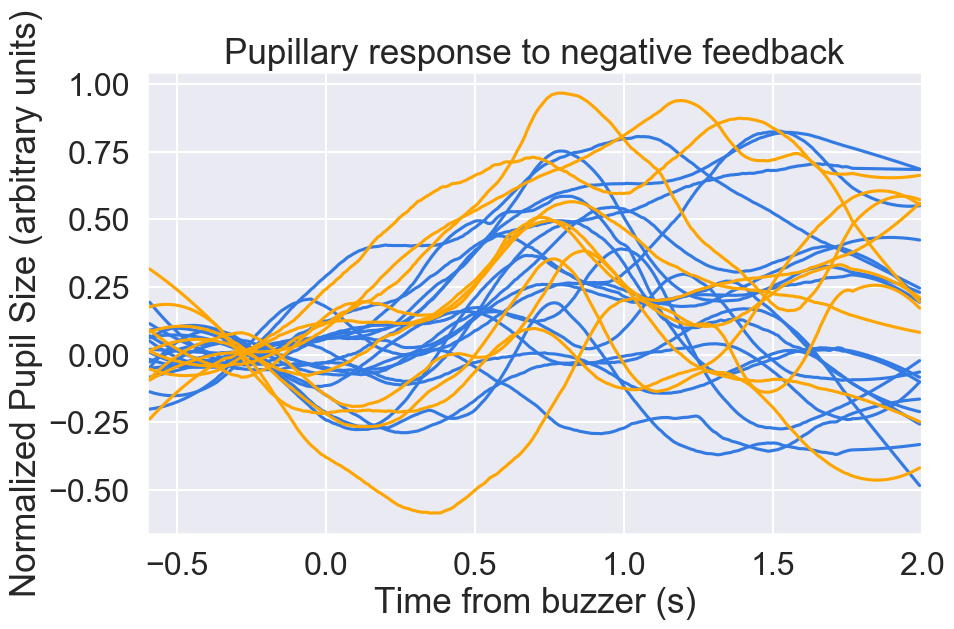 Pupillary response to negative feedback
Normalized Pupil Size (arbitrary units)
1.00
0.75
0.50
0.25
0.00
−0.25
−0.50
−0.5 0.0 0.5 1.0 1.5 2.0
Time from buzzer (s)